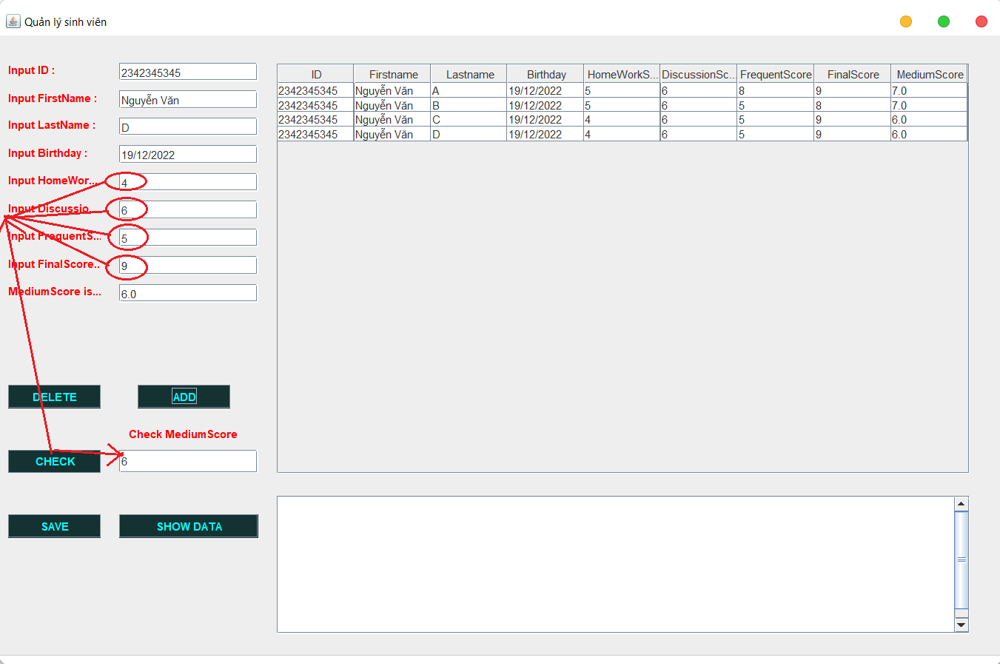 Quản lý sinh viên
Input ID :
2342345345
Input FirstName :
Nguyễn Văn
Input LastName :
D
Input Birthday :
19/12/2022
Input HomeWor...
4
Input Discussio...
6
Input FrequentS...
5
Input FinalScore..
9
MediumScore is...
6.0
DELETE
ADD
Check MediumScore
CHECK
6
SAVE
SHOW DATA
ID Firstname Lastname Birthday HomeWorkS... DiscussionSc... FrequentScore FinalScore MediumScore
2342345345 Nguyễn Văn A 19/12/2022 5 6 8 9 7.0
2342345345 Nguyễn Văn B 19/12/2022 5 6 5 8 7.0
2342345345 Nguyễn Văn C 19/12/2022 4 6 5 9 6.0
2342345345 Nguyễn Văn D 19/12/2022 4 6 5 9 6.0